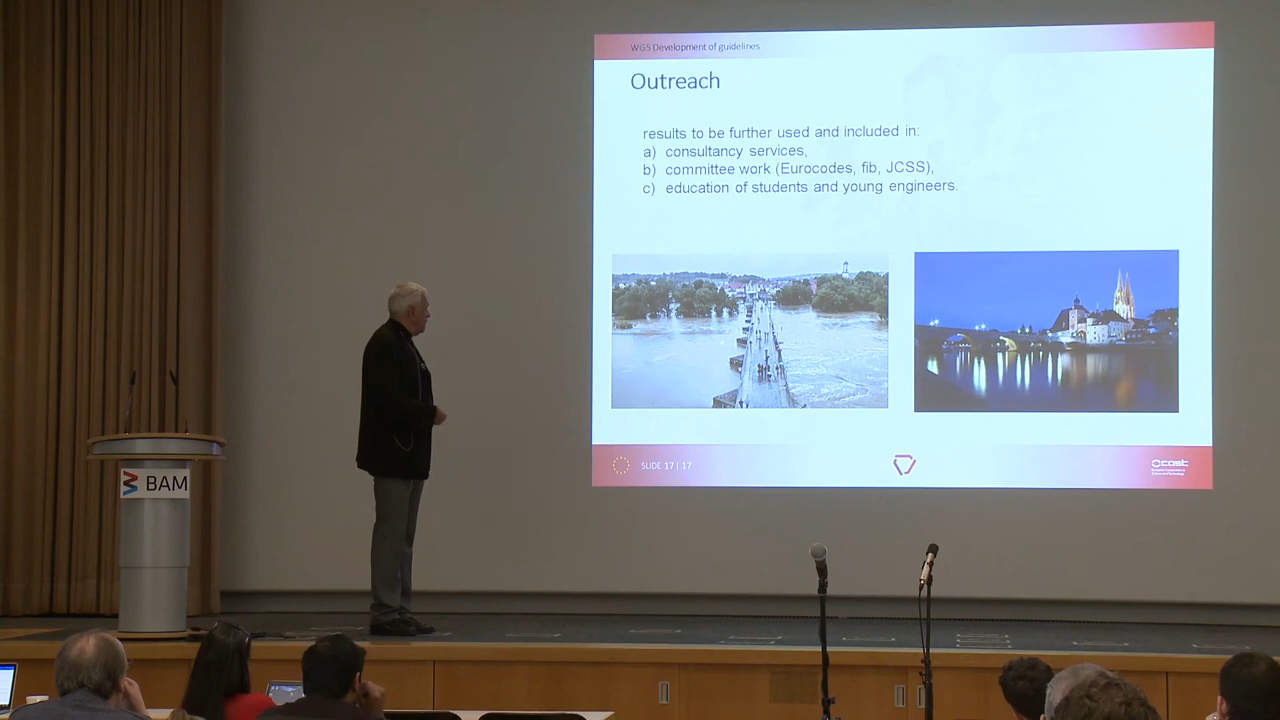 WG5 Development of guidelines
Outreach
results to be further used and included in:
a) consultancy services,
b) committee work (Eurocodes, fib, JCSS),
c) education of students and young engineers.
SLIDE 17 | 17
cost
BAM